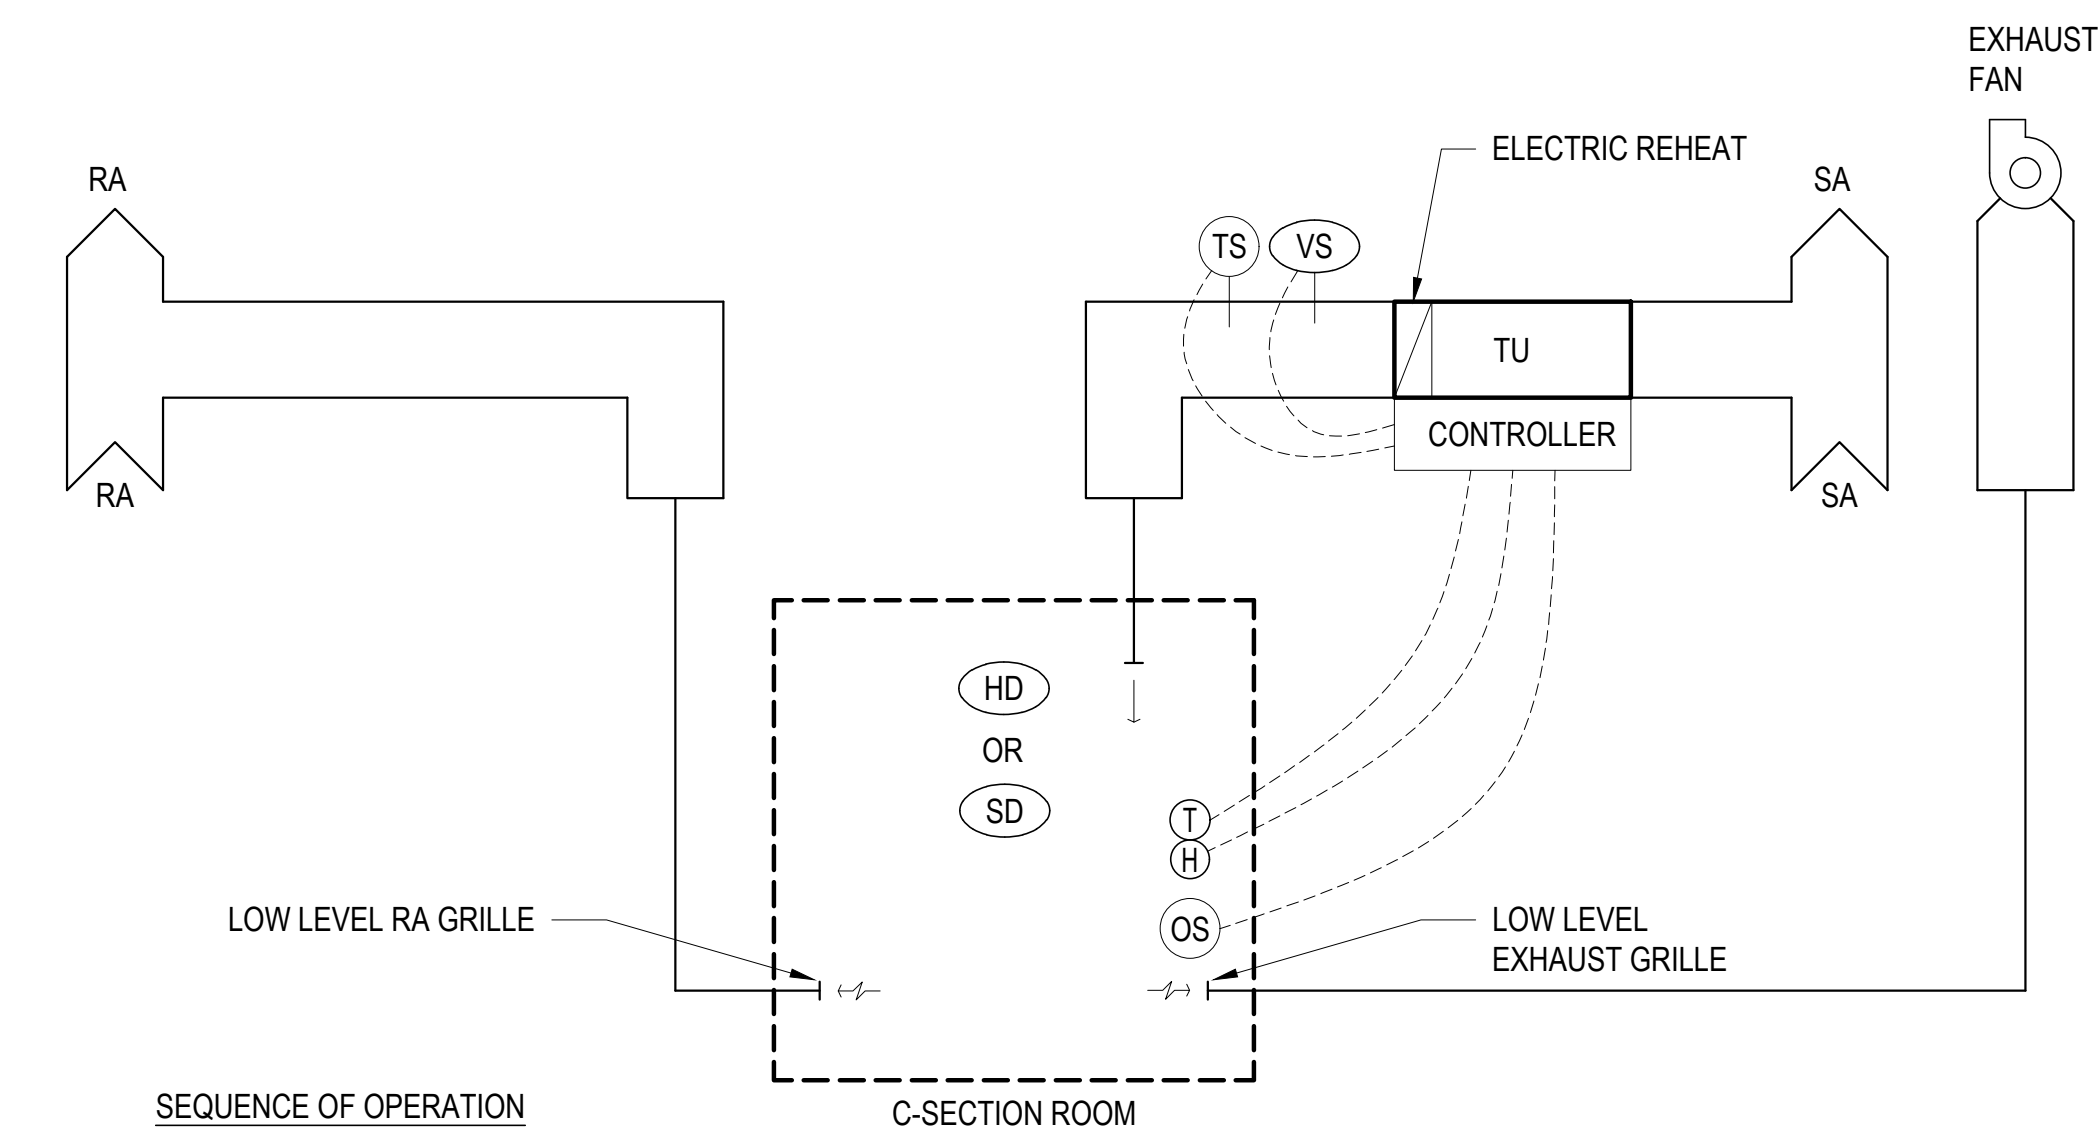 EXHAUST
FAN
ELECTRIC REHEAT
RA
SA
TS
VS
TU
CONTROLLER
RA
SA
HD
OR
SD
T
H
LOW LEVEL RA GRILLE
OS
LOW LEVEL
EXHAUST GRILLE
SEQUENCE OF OPERATION
C-SECTION ROOM